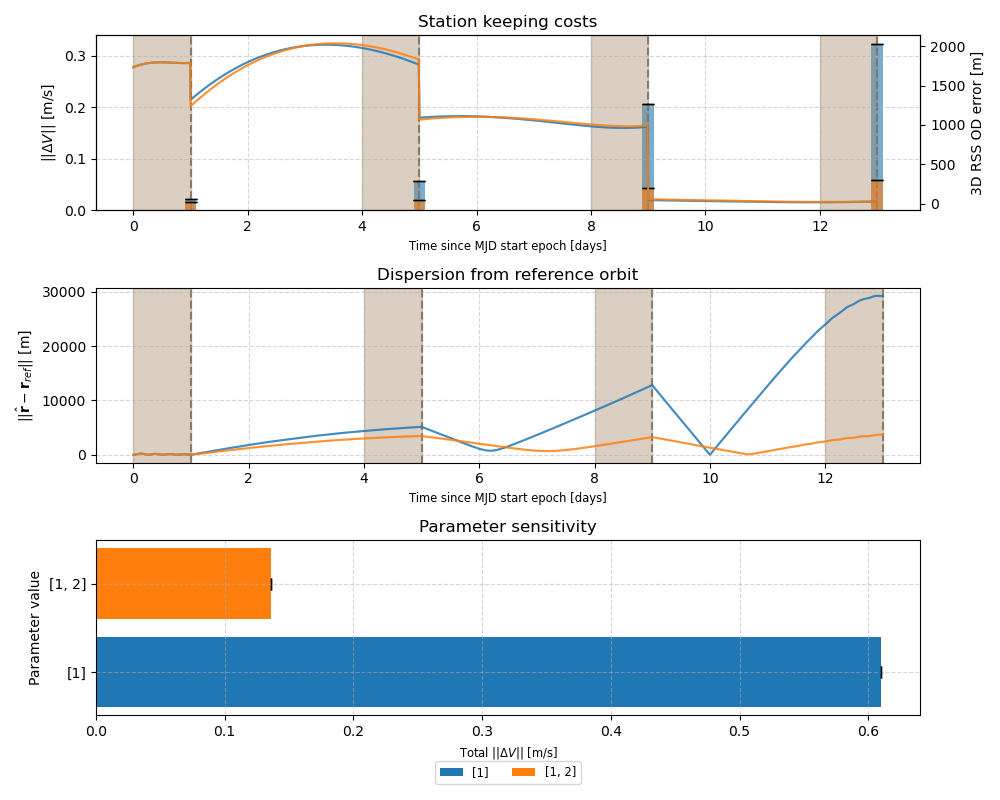 Station keeping costs
||ΔV|| [m/s]
0.3
0.2
0.1
0.0
2000
1500
1000
500
0
3D RSS OD error [m]
0 2 4 6 8 10 12
Time since MJD start epoch [days]
Dispersion from reference orbit
||r̂ − r_ref|| [m]
30000
20000
10000
0
0 2 4 6 8 10 12
Time since MJD start epoch [days]
Parameter sensitivity
Parameter value
[1, 2]
[1]
0.0 0.1 0.2 0.3 0.4 0.5 0.6
Total ||ΔV|| [m/s]
[1] [1, 2]